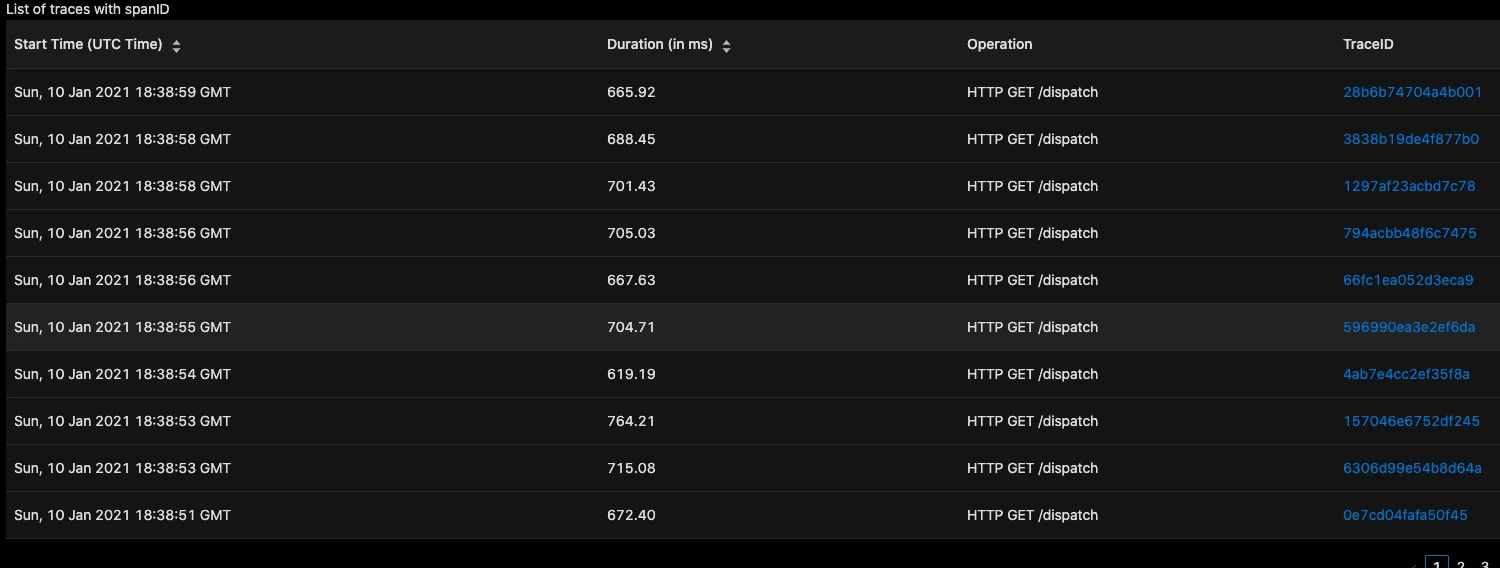 List of traces with spanID
Start Time (UTC Time) Duration (in ms) Operation TraceID
Sun, 10 Jan 2021 18:38:59 GMT 665.92 HTTP GET /dispatch 28b6b74704a4b001
Sun, 10 Jan 2021 18:38:58 GMT 688.45 HTTP GET /dispatch 3838b19de4f877b0
Sun, 10 Jan 2021 18:38:58 GMT 701.43 HTTP GET /dispatch 1297af23acbd7c78
Sun, 10 Jan 2021 18:38:56 GMT 705.03 HTTP GET /dispatch 794acbb48f6c7475
Sun, 10 Jan 2021 18:38:56 GMT 667.63 HTTP GET /dispatch 66fc1ea052d3eca9
Sun, 10 Jan 2021 18:38:55 GMT 704.71 HTTP GET /dispatch 596990ea3e2ef6da
Sun, 10 Jan 2021 18:38:54 GMT 619.19 HTTP GET /dispatch 4ab7e4cc2ef35f8a
Sun, 10 Jan 2021 18:38:53 GMT 764.21 HTTP GET /dispatch 157046e6752df245
Sun, 10 Jan 2021 18:38:53 GMT 715.08 HTTP GET /dispatch 6306d99e54b8d64a
Sun, 10 Jan 2021 18:38:51 GMT 672.40 HTTP GET /dispatch 0e7cd04fafa50f45
1 2 3